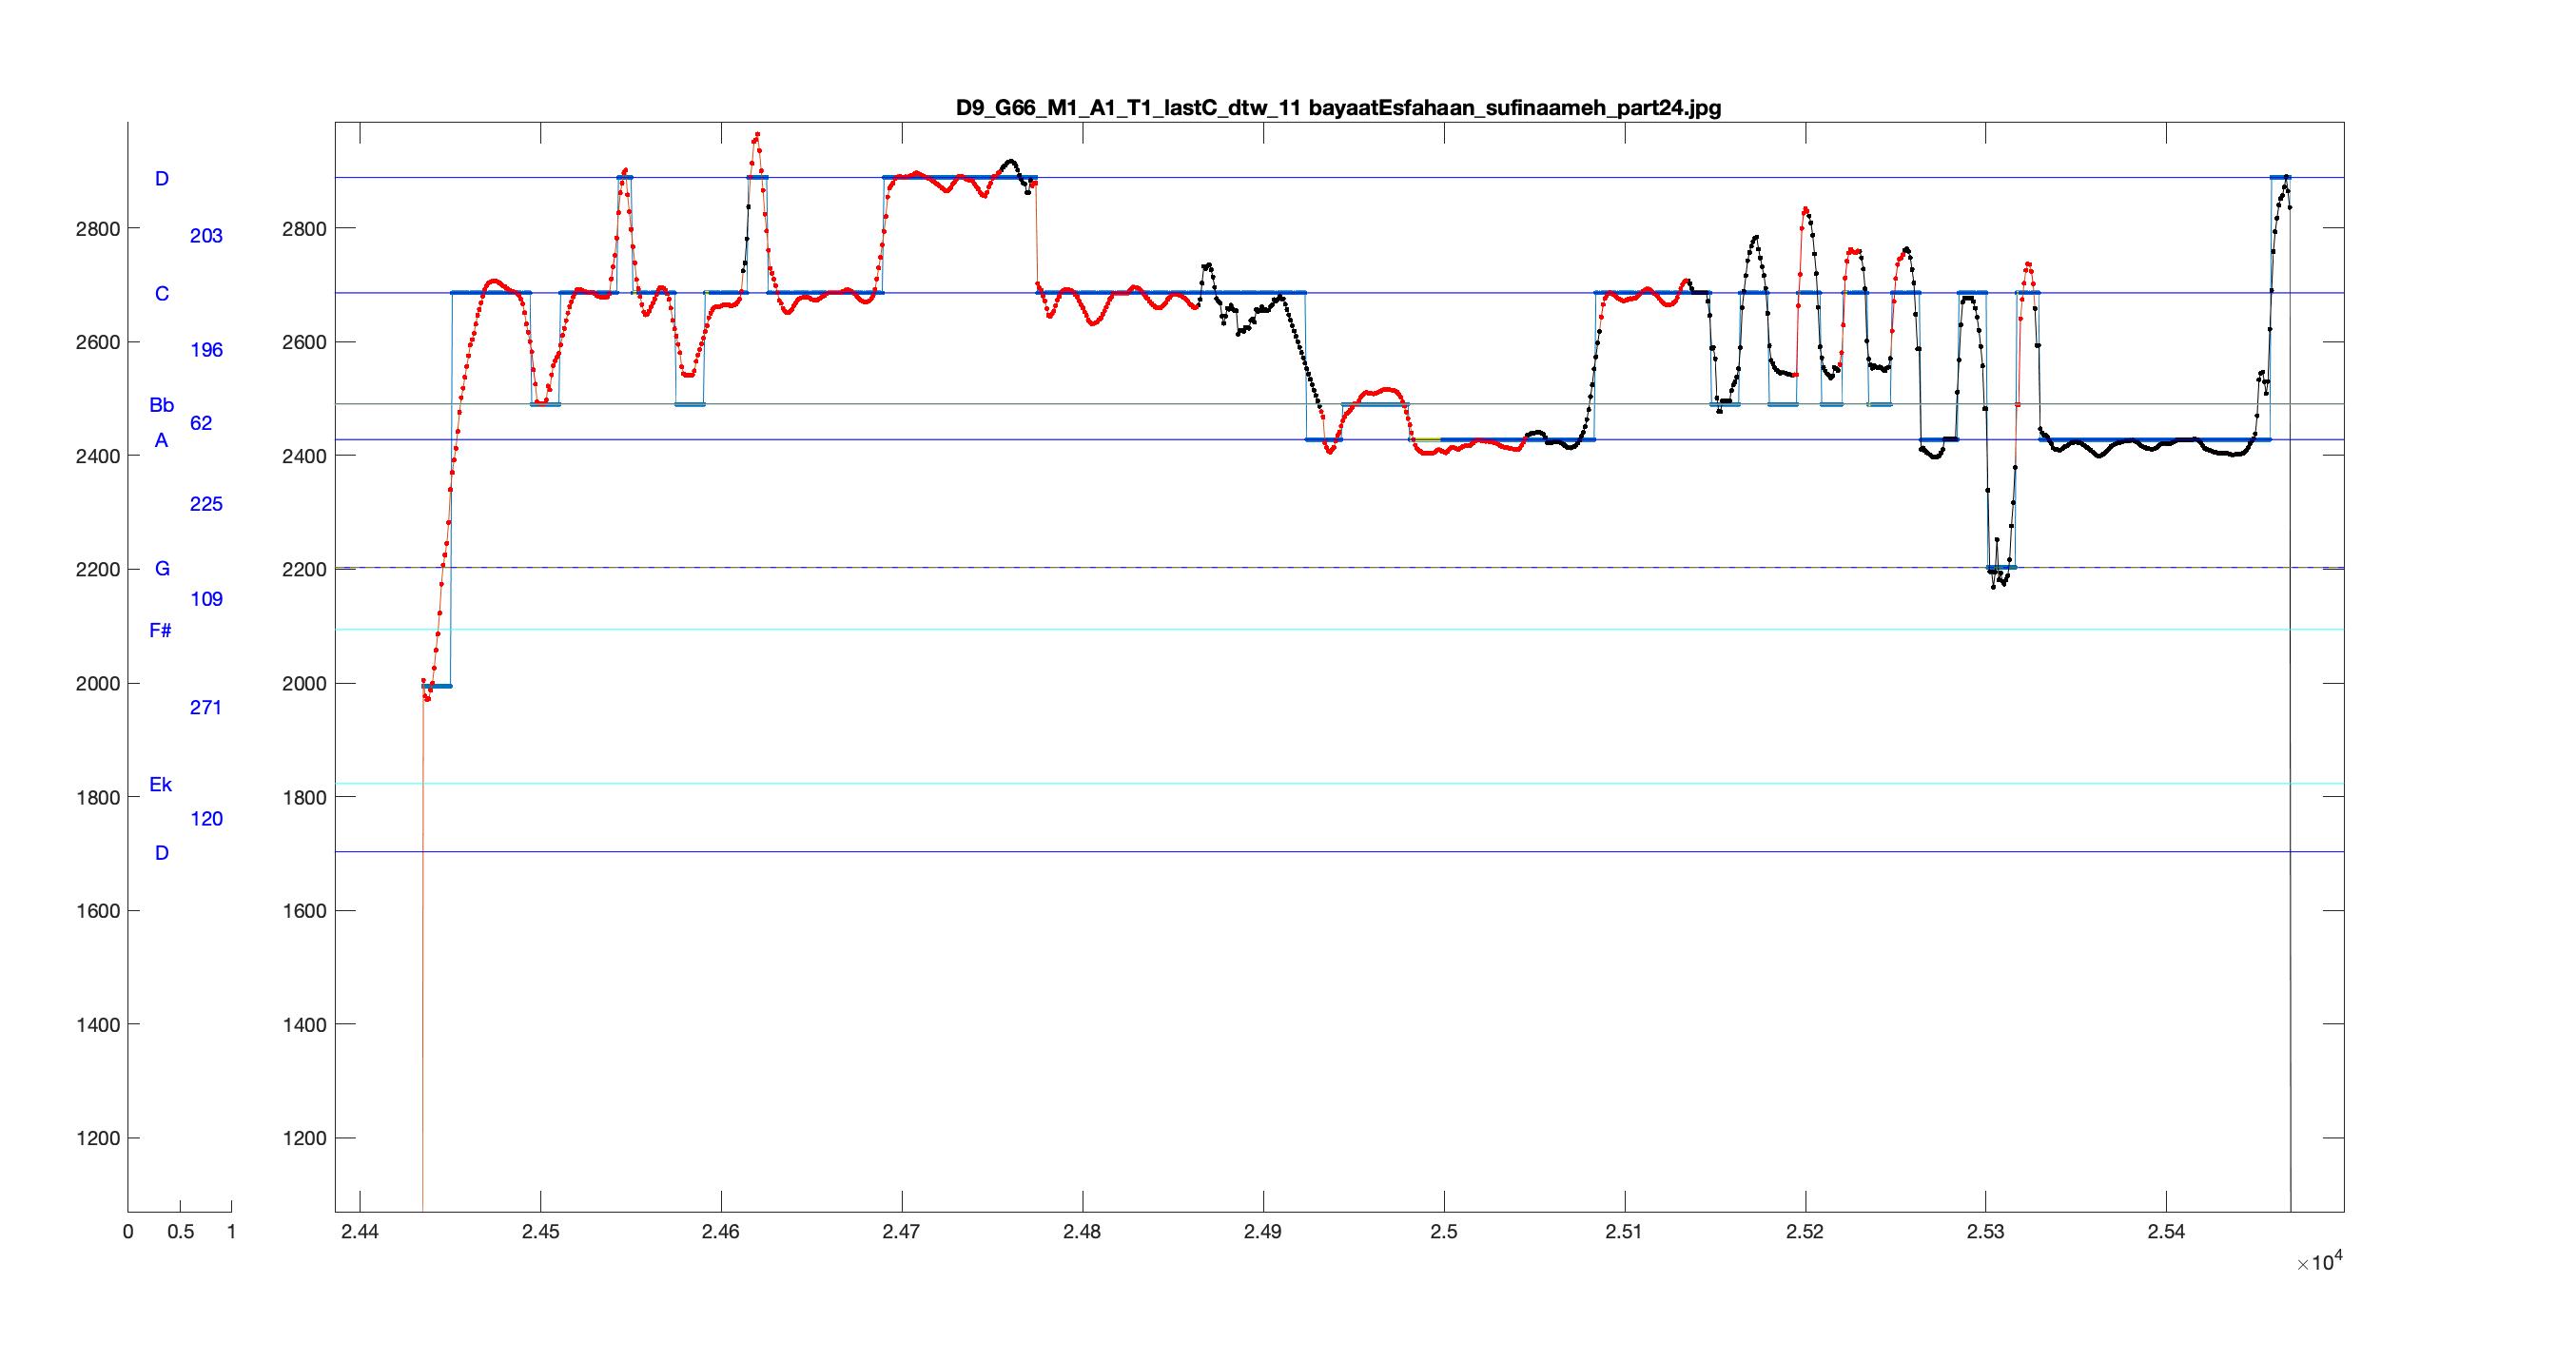 D9_G66_M1_A1_T1_lastC_dtw_11 bayaatEsfahaan_sufinaameh_part24.jpg
D
2800 203 2800
C
2600 196 2600
Bb
62
A
2400 2400
225
2200 G 2200
109
F#
2000 2000
271
Ek
1800 1800
120
D
1600 1600
1400 1400
1200 1200
0 0.5 1 2.44 2.45 2.46 2.47 2.48 2.49 2.5 2.51 2.52 2.53 2.54
×10^4